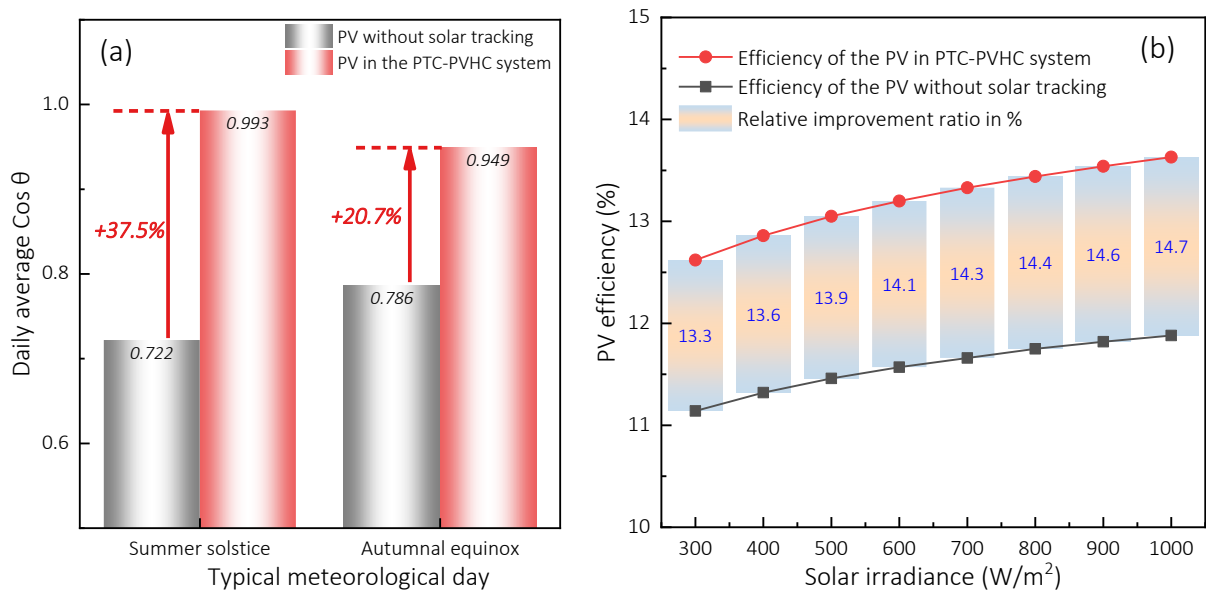 (a)
PV without solar tracking
PV in the PTC-PVHC system
Daily average Cos θ
1.0
0.8
0.6
0.993
0.949
+37.5%
+20.7%
0.722
0.786
Summer solstice
Autumnal equinox
Typical meteorological day
(b)
Efficiency of the PV in PTC-PVHC system
Efficiency of the PV without solar tracking
Relative improvement ratio in %
PV efficiency (%)
15
14
13
12
11
10
13.3
13.6
13.9
14.1
14.3
14.4
14.6
14.7
300 400 500 600 700 800 900 1000
Solar irradiance (W/m²)